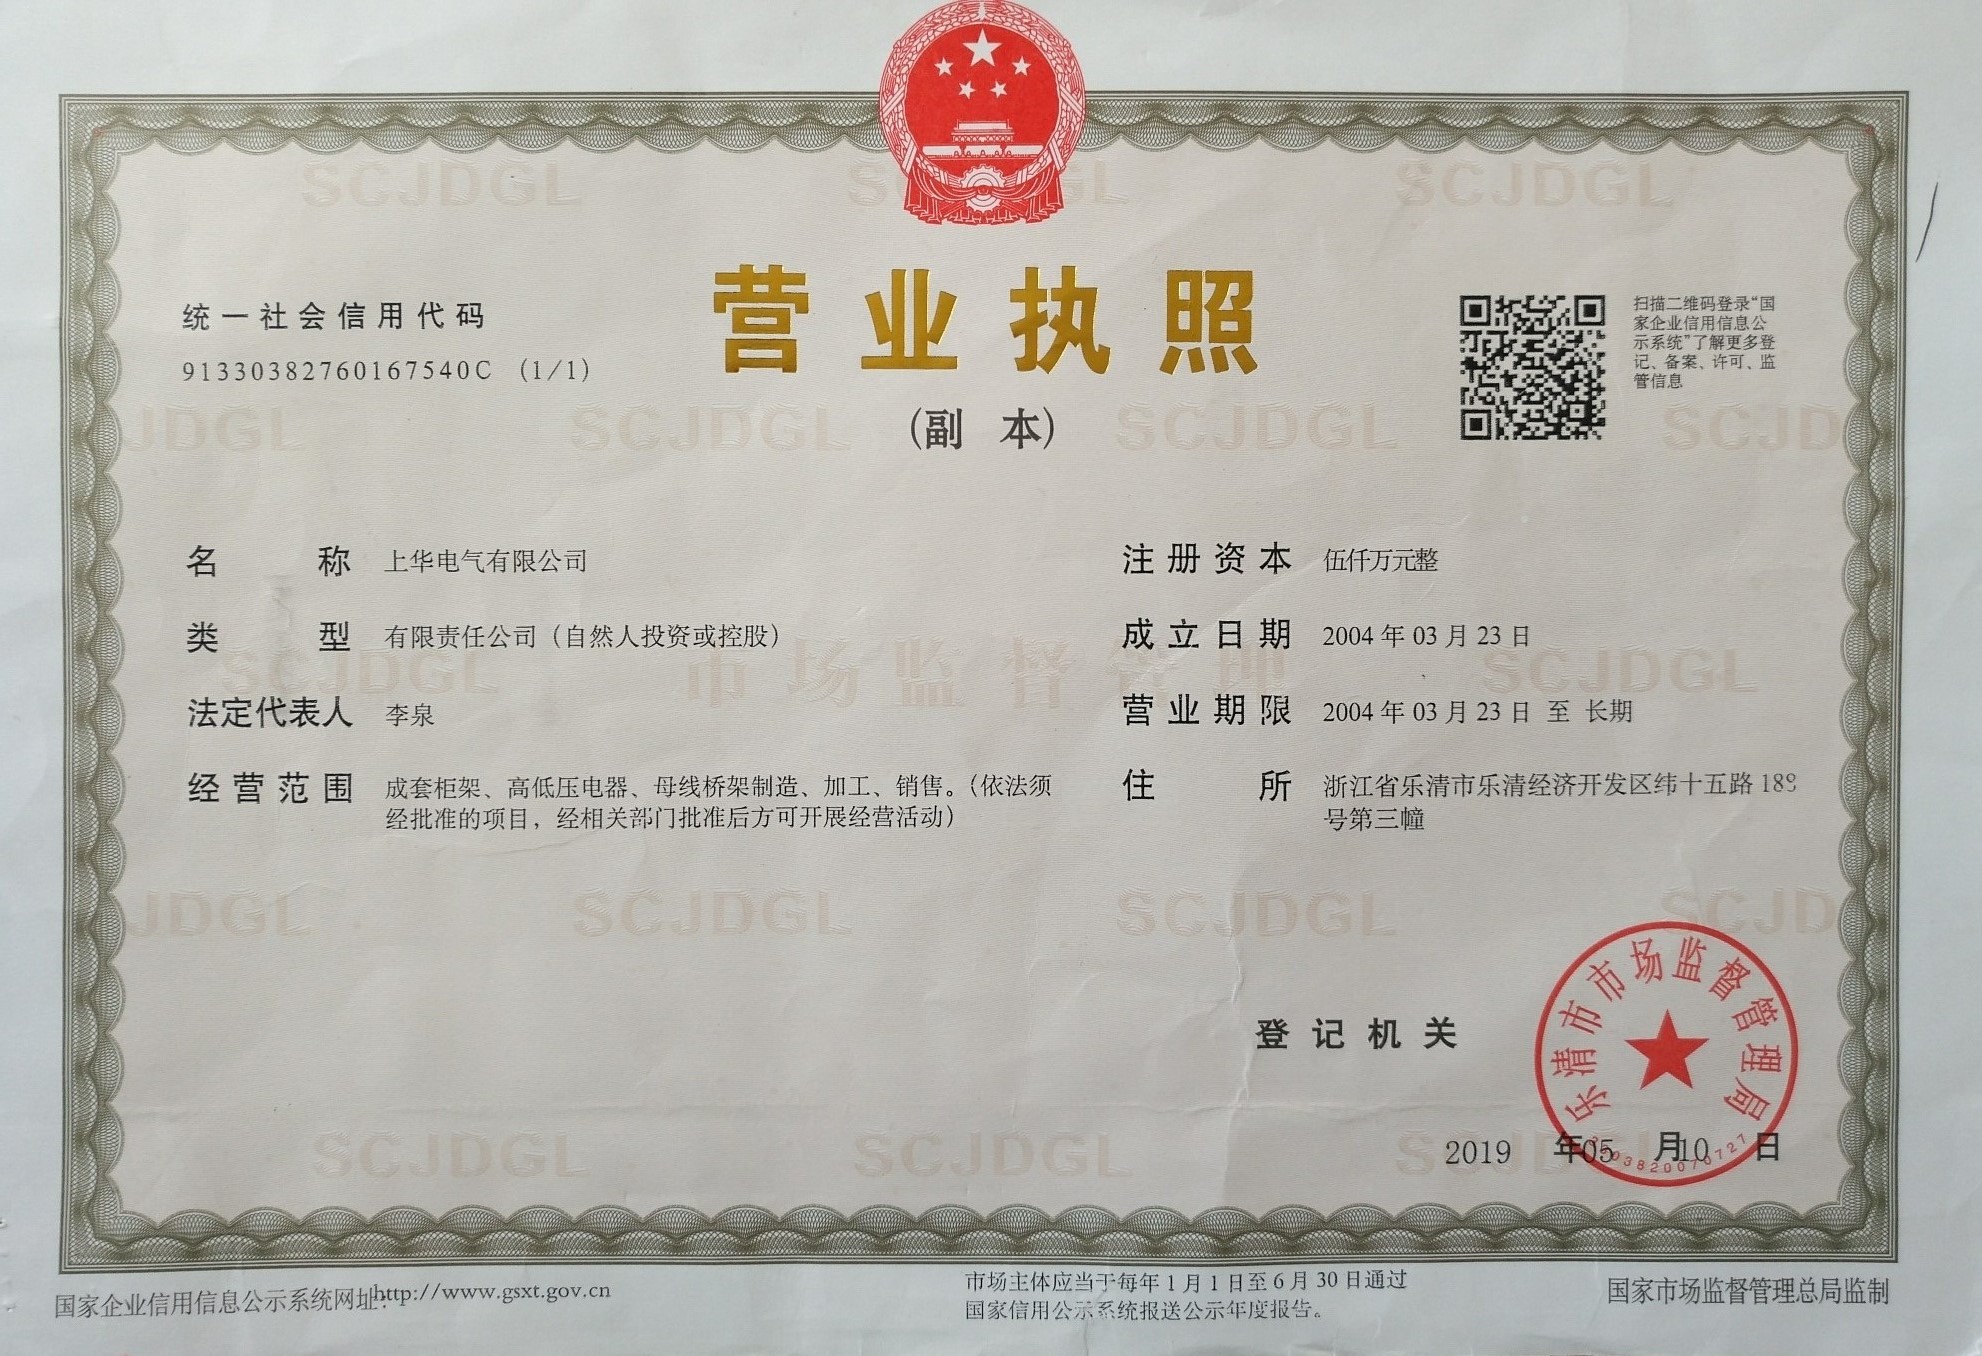 营业执照
(副 本)
统一社会信用代码
91330382760167540C (1/1)
扫描二维码登录“国
家企业信用信息公
示系统”了解更多登
记、备案、许可、监
管信息
名称 上华电气有限公司
类型 有限责任公司（自然人投资或控股）
法定代表人 李泉
经营范围 成套柜架、高低压电器、母线桥架制造、加工、销售。（依法须
经批准的项目，经相关部门批准后方可开展经营活动）
注册资本 伍仟万元整
成立日期 2004年03月23日
营业期限 2004年03月23日 至 长期
住所 浙江省乐清市乐清经济开发区纬十五路
号第三幢
登记机关
乐清市市场监督管理局
2019 年05 月10 日
国家企业信用信息公示系统网址:http://www.gsxt.gov.cn
市场主体应当于每年1月1日至6月30日通过
国家信用公示系统报送公示年度报告。
国家市场监督管理总局监制
SCJDGL
市场监督管理